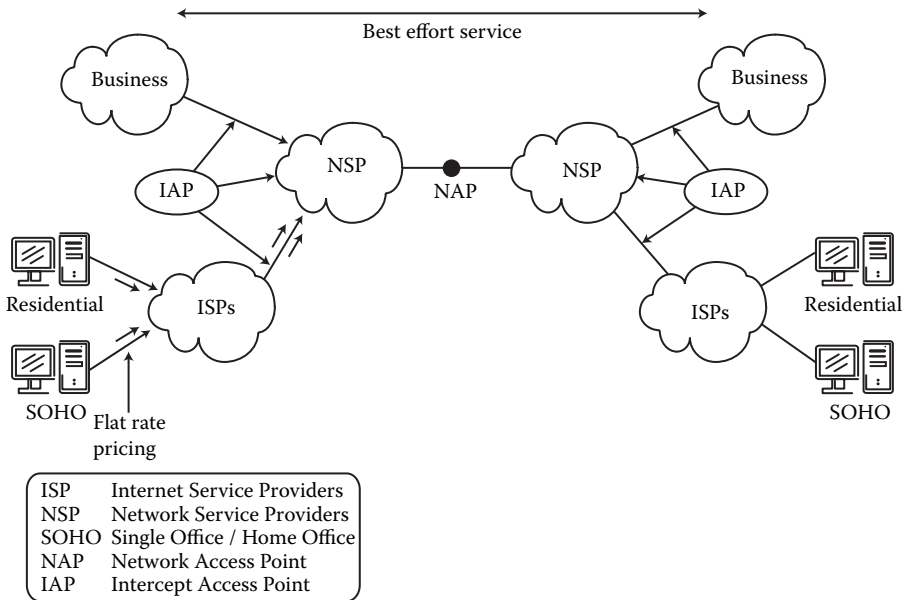 Best effort service
Business
Business
NSP
NAP
NSP
IAP
IAP
Residential
ISPs
ISPs
Residential
SOHO
SOHO
Flat rate
pricing
ISP Internet Service Providers
NSP Network Service Providers
SOHO Single Office / Home Office
NAP Network Access Point
IAP Intercept Access Point